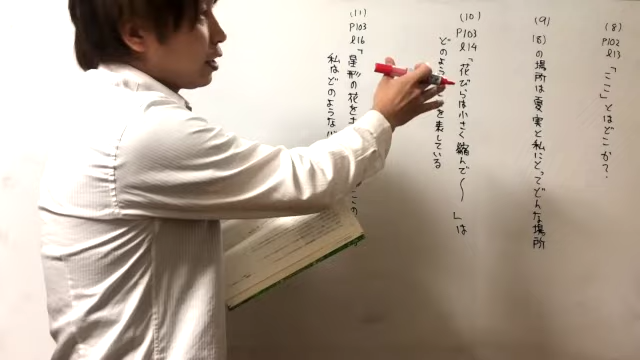 (8)
P102
l13
「ここ」とはどこか?
(9)
(8)の場所は夏実と私にとってどんな場所
(10)
P103
l14
「花びらは小さく縮んで〜」は
どのよう を表している
(11)
P103
l16
「星形の花を
私はどのような
この